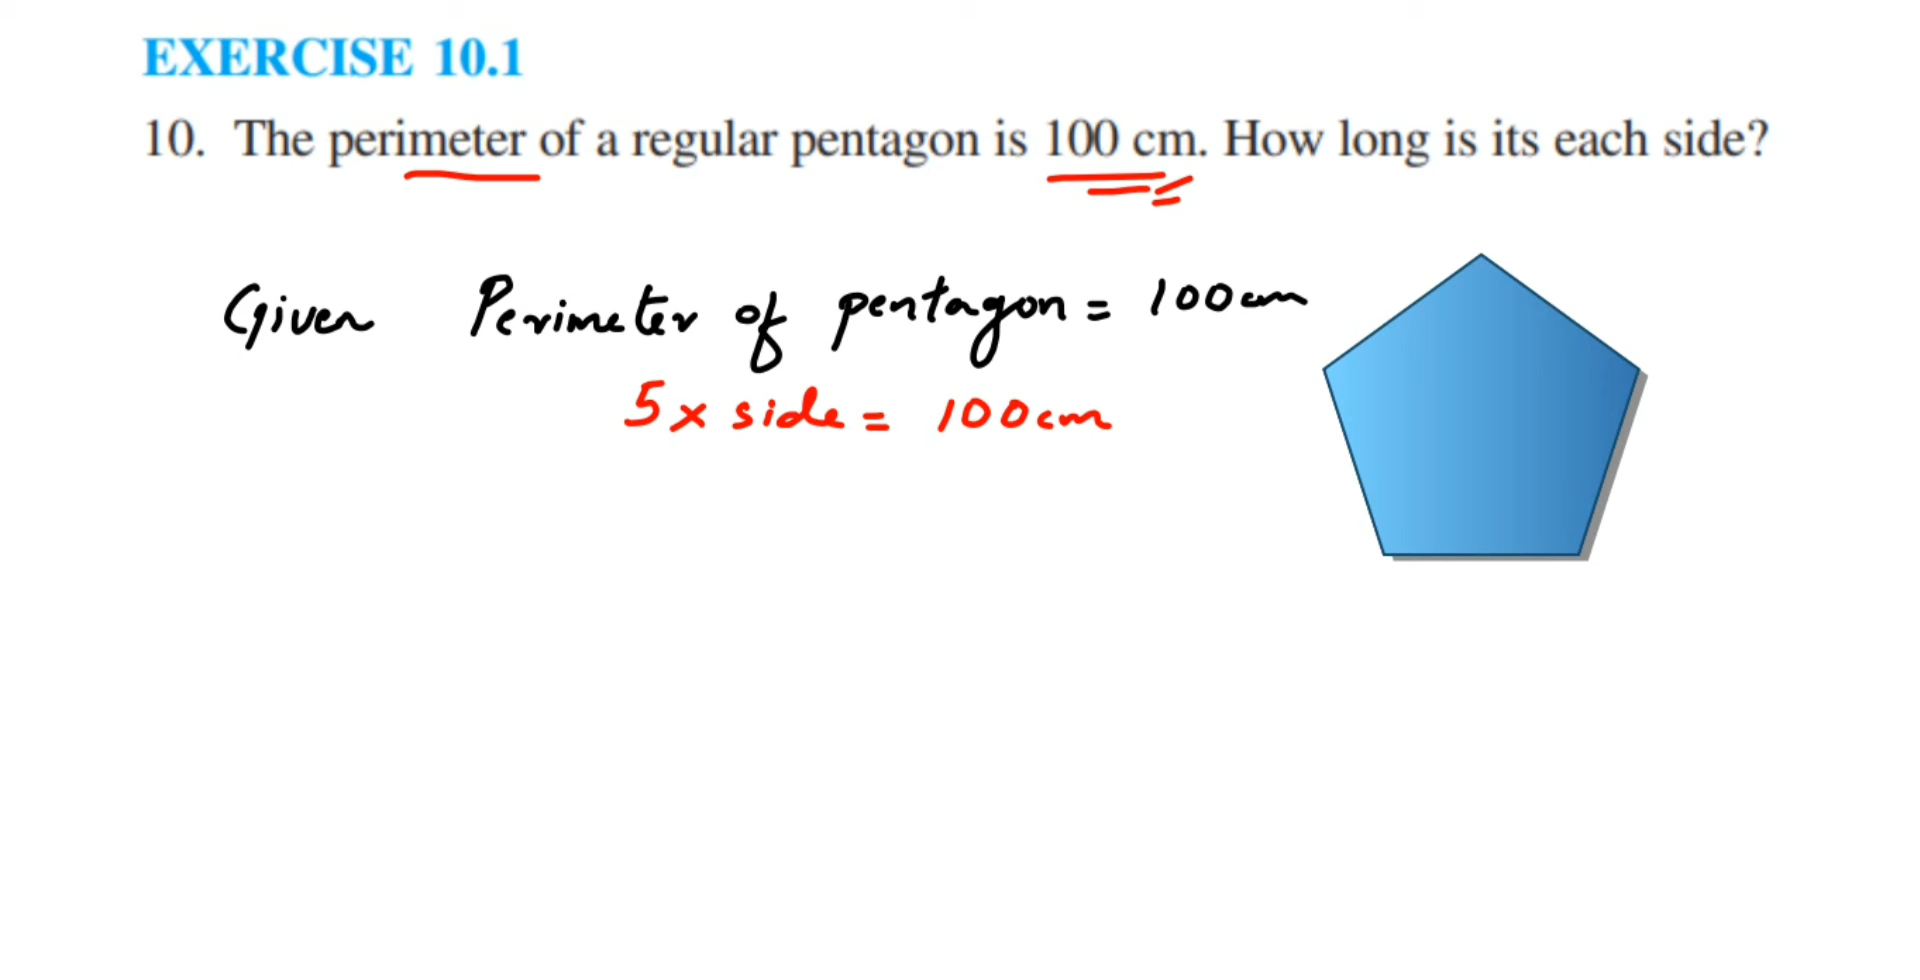 EXERCISE 10.1
10. The perimeter of a regular pentagon is 100 cm. How long is its each side?
Given Perimeter of pentagon = 100cm
5 x side = 100cm